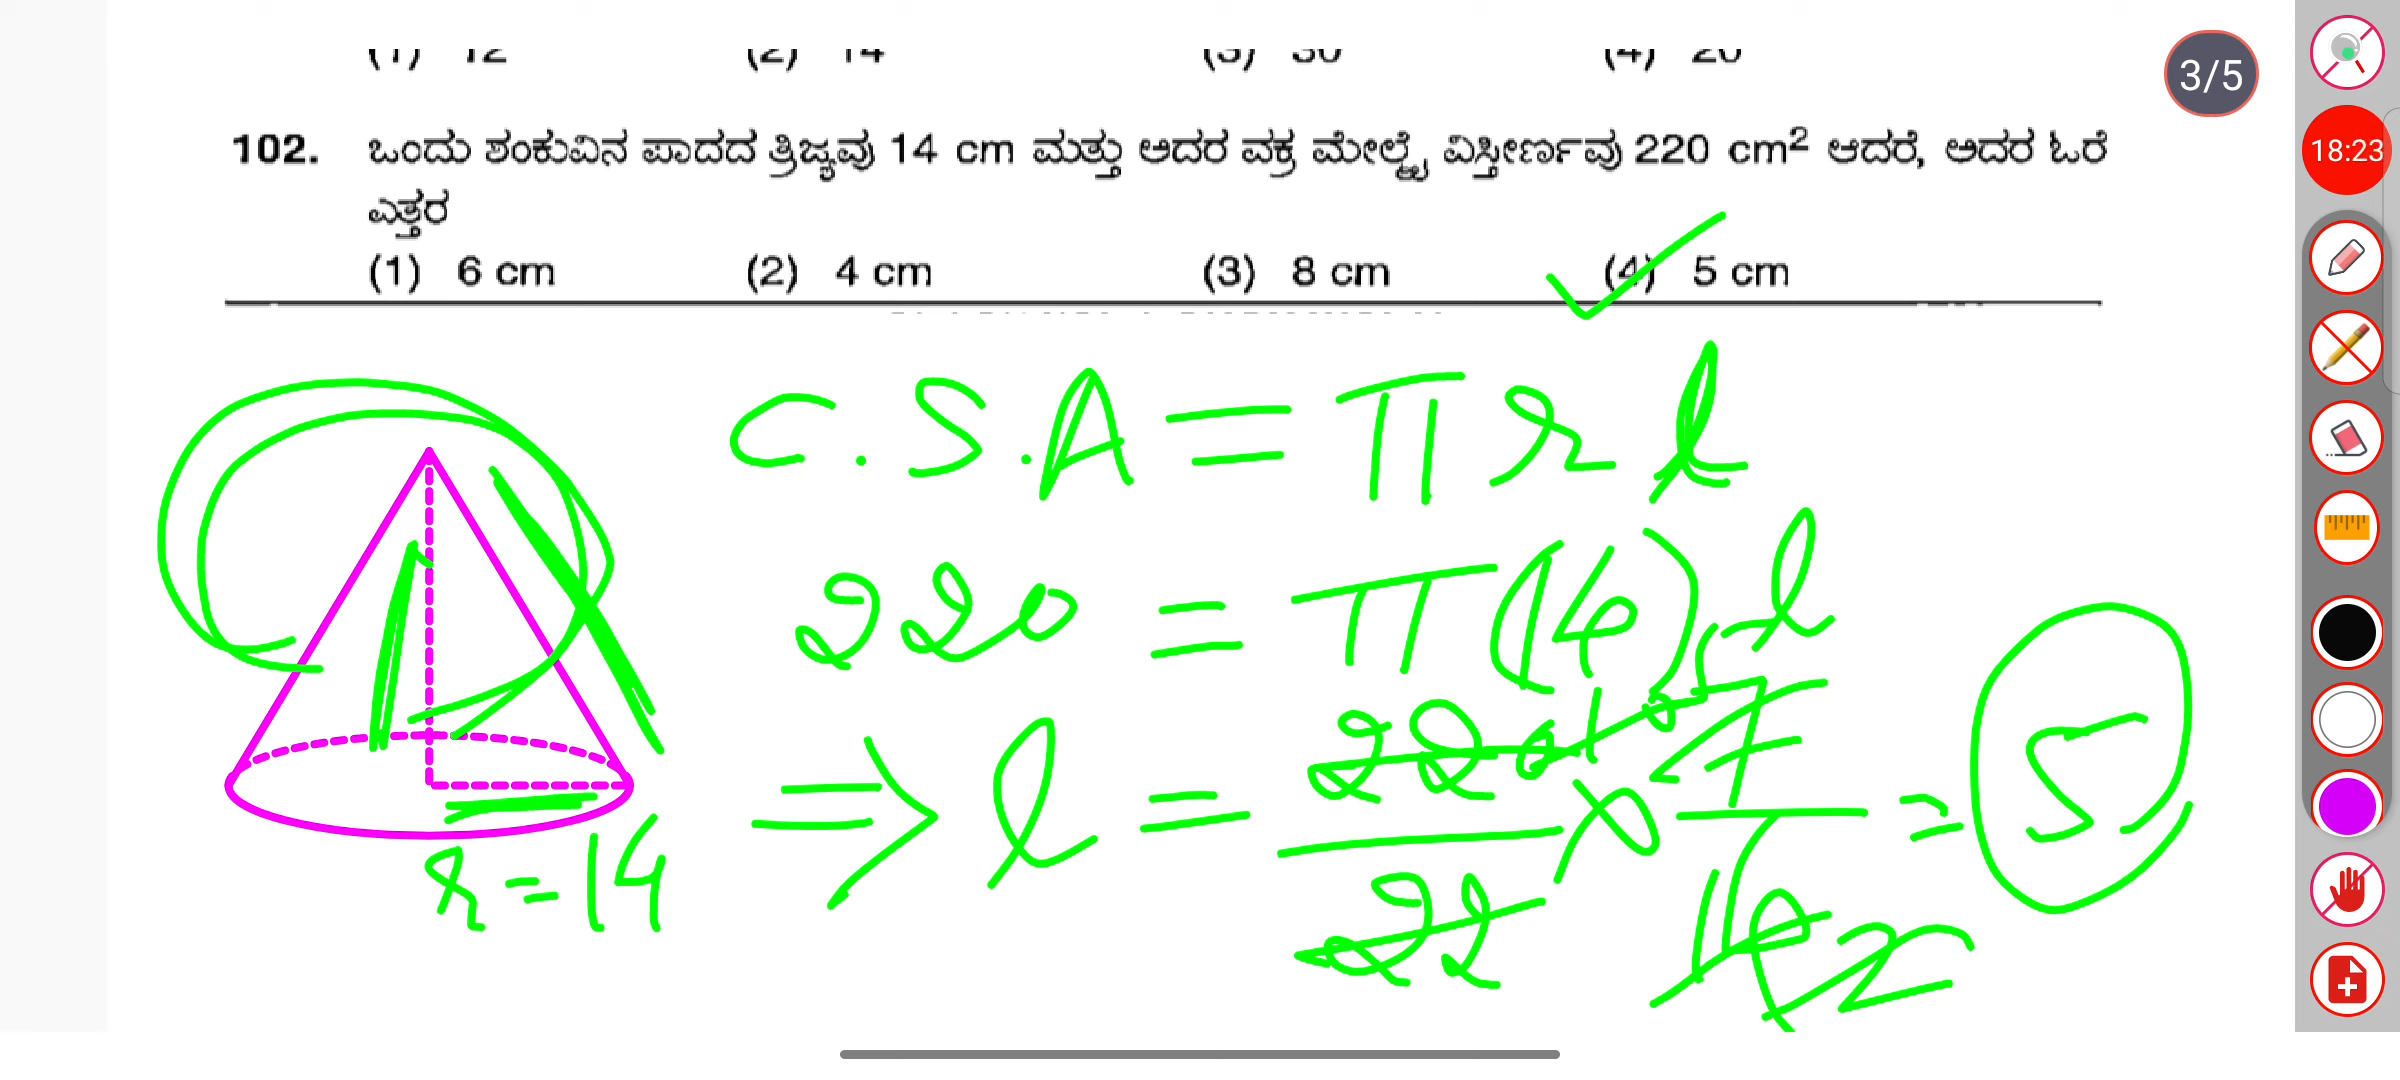 3/5
18:23
102. ಒಂದು ಶಂಕುವಿನ ಪಾದದ ತ್ರಿಜ್ಯವು 14 cm ಮತ್ತು ಅದರ ವಕ್ರ ಮೇಲ್ಮೈ ವಿಸ್ತೀರ್ಣವು 220 cm² ಆದರೆ, ಅದರ ಓರೆ
ಎತ್ತರ
(1) 6 cm (2) 4 cm (3) 8 cm (4) 5 cm
C.S.A = π r l
220 = π (14) l
⇒ l = 220/22 × 7/14 = 5
r = 14